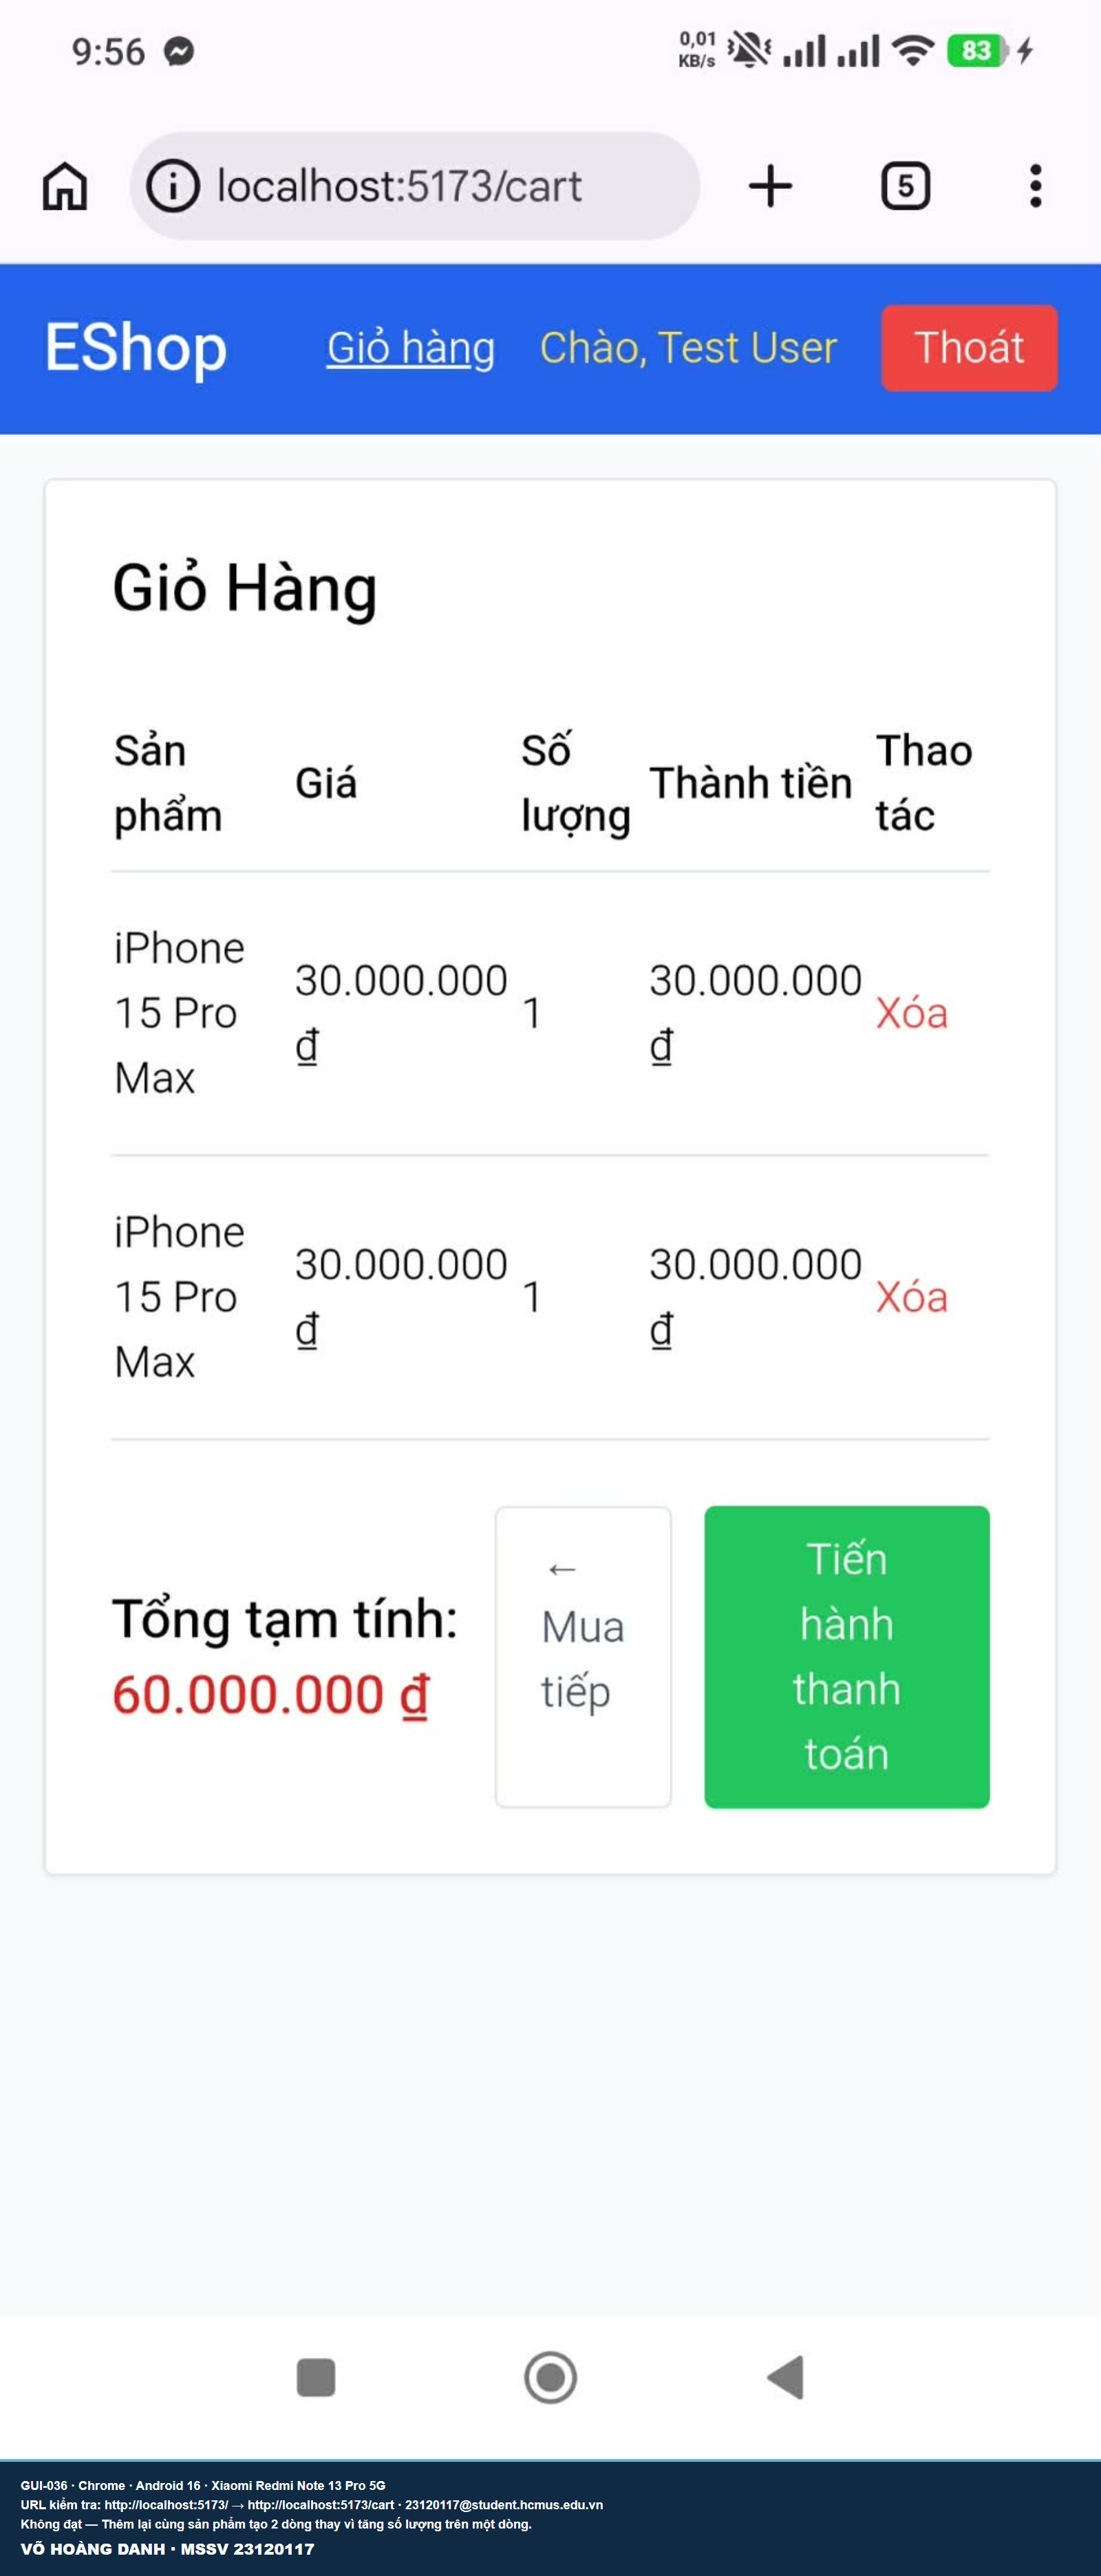 9:56
0,01
KB/s
83
localhost:5173/cart
5
EShop
Giỏ hàng
Chào, Test User
Thoát
Giỏ Hàng
Sản
phẩm
Giá
Số
lượng
Thành tiền
Thao
tác
iPhone
15 Pro
Max
30.000.000
₫
1
30.000.000
₫
Xóa
iPhone
15 Pro
Max
30.000.000
₫
1
30.000.000
₫
Xóa
Tổng tạm tính:
60.000.000 ₫
←
Mua
tiếp
Tiến
hành
thanh
toán
GUI-036 · Chrome · Android 16 · Xiaomi Redmi Note 13 Pro 5G
URL kiểm tra: http://localhost:5173/ → http://localhost:5173/cart · 23120117@student.hcmus.edu.vn
Không đạt — Thêm lại cùng sản phẩm tạo 2 dòng thay vì tăng số lượng trên một dòng.
VÕ HOÀNG DANH · MSSV 23120117